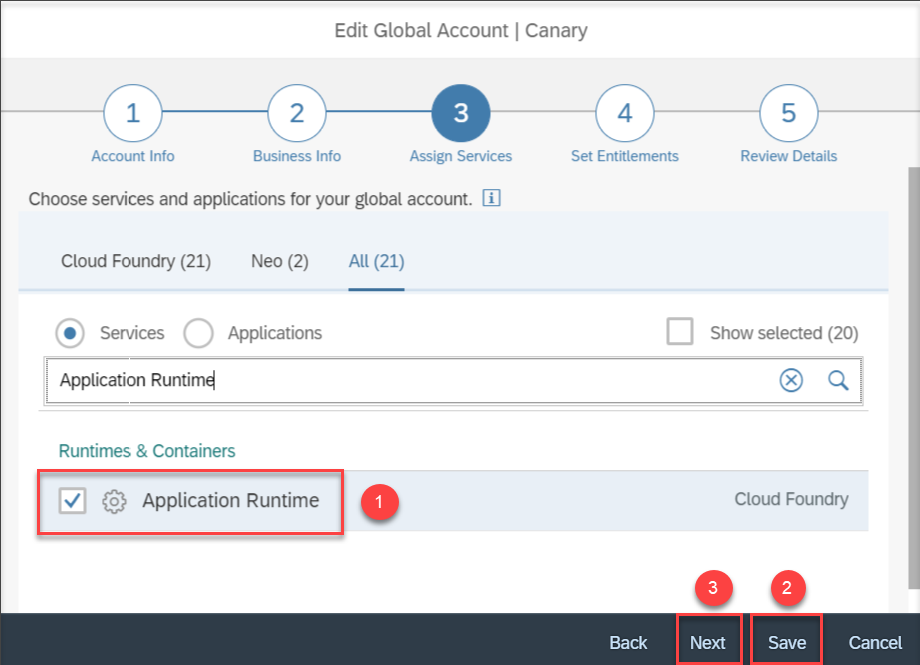 Edit Global Account | Canary
1 2 3 4 5
Account Info Business Info Assign Services Set Entitlements Review Details
Choose services and applications for your global account. i
Cloud Foundry (21) Neo (2) All (21)
Services Applications Show selected (20)
Application Runtime
Runtimes & Containers
Application Runtime 1 Cloud Foundry
3 2
Back Next Save Cancel